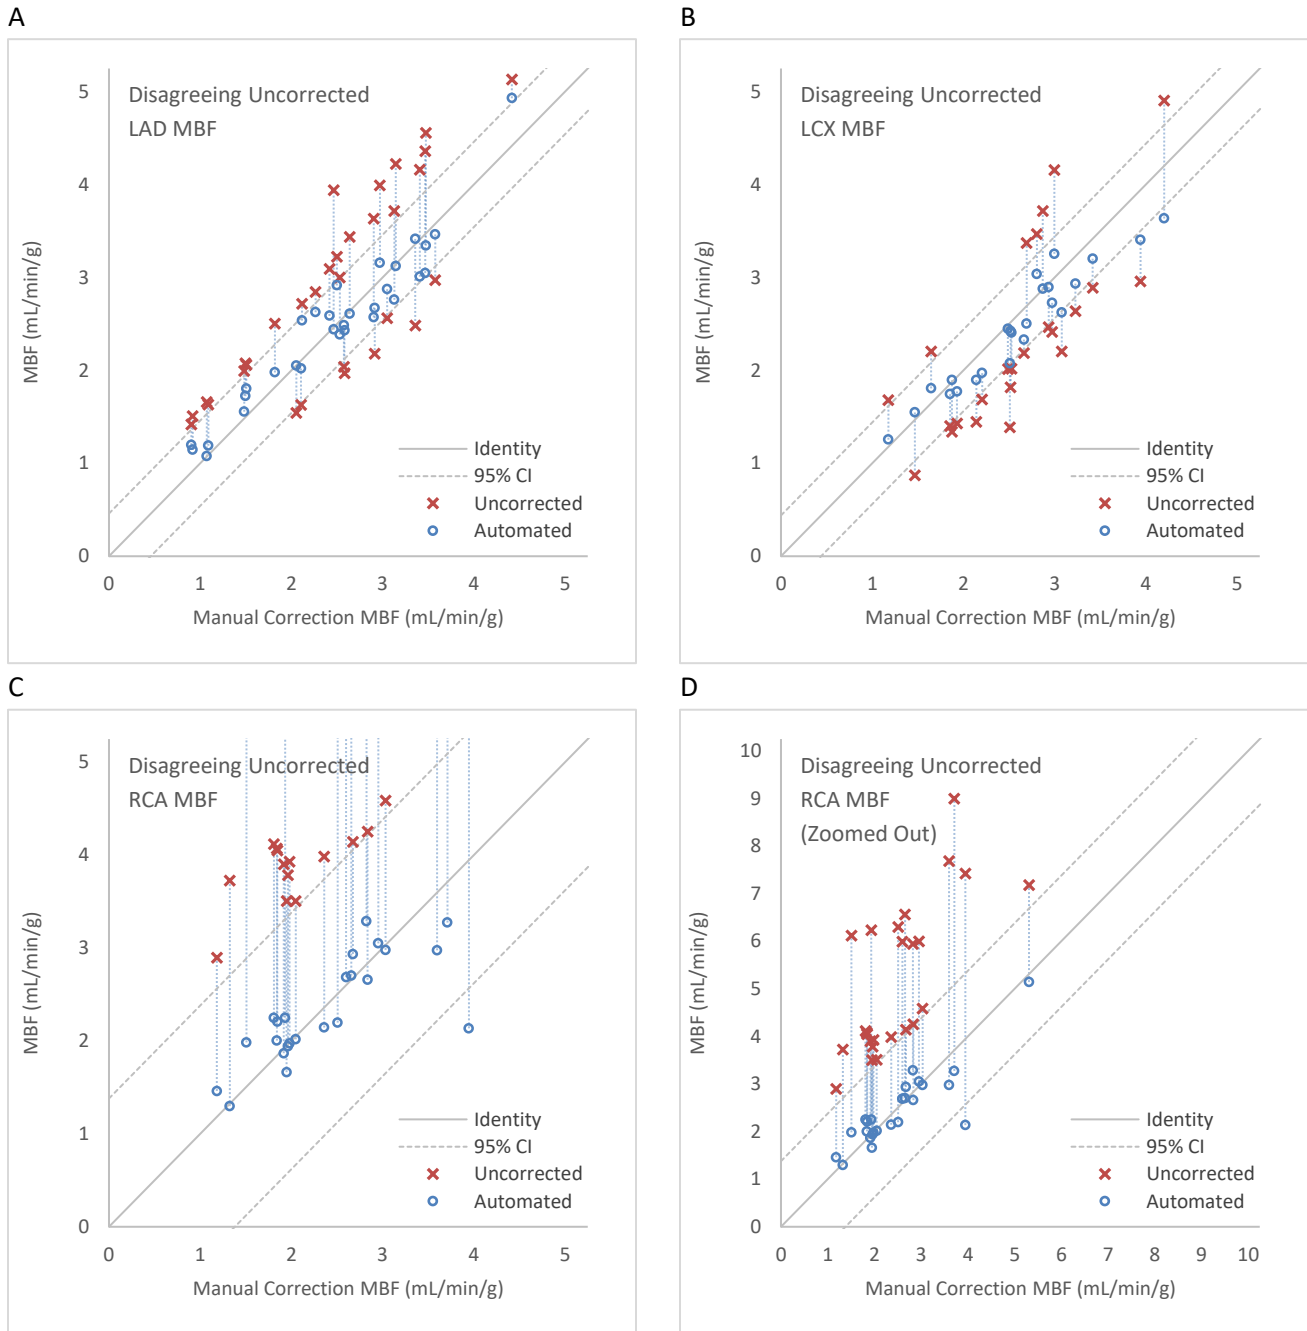 A
Disagreeing Uncorrected
LAD MBF
MBF (mL/min/g)
5
4
3
2
1
0
Identity
95% CI
Uncorrected
Automated
0 1 2 3 4 5
Manual Correction MBF (mL/min/g)
B
Disagreeing Uncorrected
LCX MBF
MBF (mL/min/g)
5
4
3
2
1
0
Identity
95% CI
Uncorrected
Automated
0 1 2 3 4 5
Manual Correction MBF (mL/min/g)
C
Disagreeing Uncorrected
RCA MBF
MBF (mL/min/g)
5
4
3
2
1
0
Identity
95% CI
Uncorrected
Automated
0 1 2 3 4 5
Manual Correction MBF (mL/min/g)
D
Disagreeing Uncorrected
RCA MBF
(Zoomed Out)
MBF (mL/min/g)
10
9
8
7
6
5
4
3
2
1
0
Identity
95% CI
Uncorrected
Automated
0 1 2 3 4 5 6 7 8 9 10
Manual Correction MBF (mL/min/g)